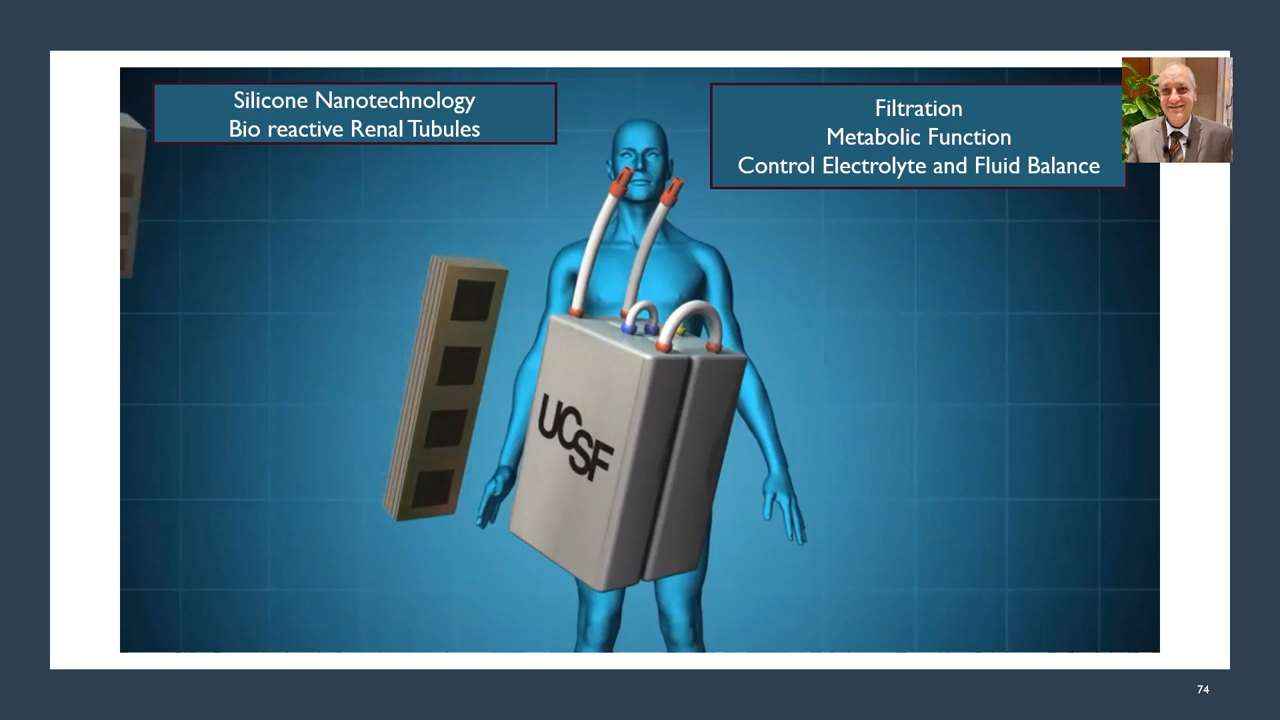 Silicone Nanotechnology
Bio reactive Renal Tubules
Filtration
Metabolic Function
Control Electrolyte and Fluid Balance
UCSF
74